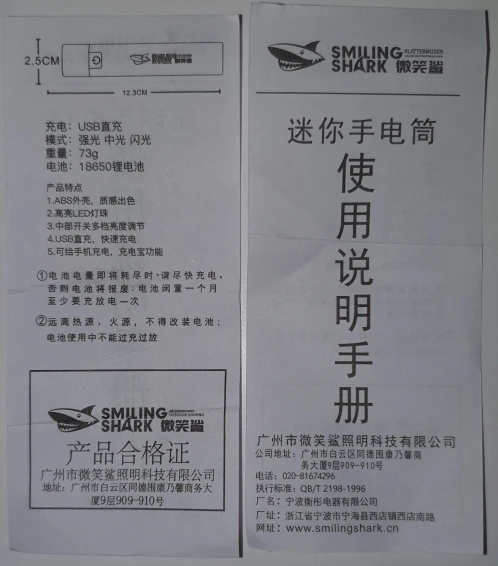 2.5CM
SMILING SHARK 微笑鲨
12.3CM
充电: USB直充
模式: 强光 中光 闪光
重量: 73g
电池: 18650锂电池
产品特点
1.ABS外壳，质感出色
2.高亮LED灯珠
3.中部开关多档亮度调节
4.USB直充，快速充电
5.可给手机充电，充电宝功能
①电池电量即将耗尽时，请尽快充电，
否则电池将报废；电池闲置一个月
至少要充放电一次
②远离热源、火源，不得改装电池；
电池使用中不能过充过放
SMILING
SHARK 微笑鲨
产品合格证
广州市微笑鲨照明科技有限公司
地址: 广州市白云区同德围康乃馨商务大
厦9层909-910号
SMILING KLATTERMUSEN
SHARK 微笑鲨
迷你手电筒
使用说明手册
广州市微笑鲨照明科技有限公司
公司地址: 广州市白云区同德围康乃馨商
务大厦9层909-910号
电话: 020-81674296
执行标准: QB/T 2198-1996
厂名: 宁波衡彤电器有限公司
厂址: 浙江省宁波市宁海县西店镇西店南路
网址: www.smilingshark.cn